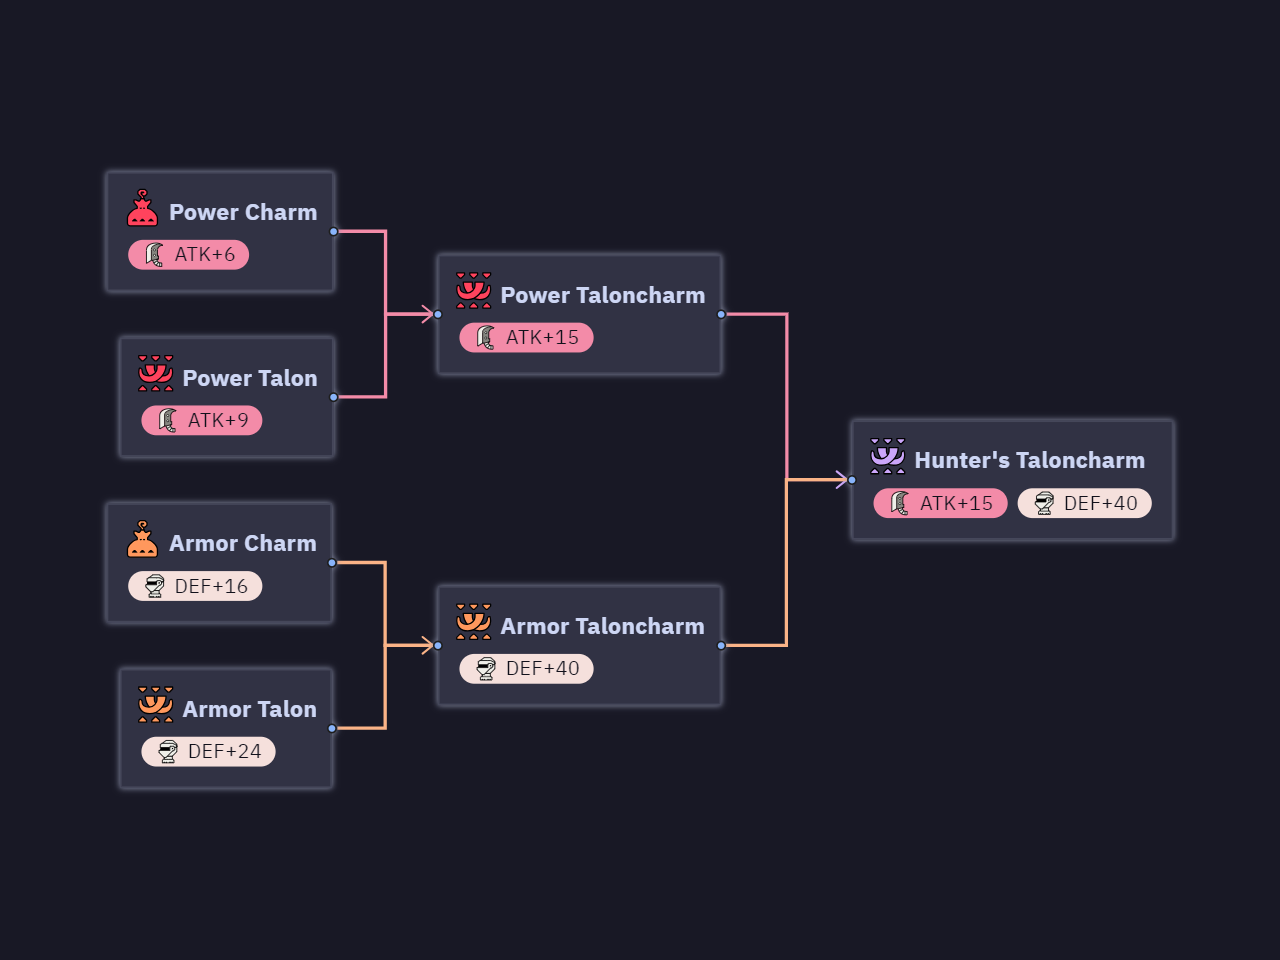 Power Charm
ATK+6
Power Talon
ATK+9
Armor Charm
DEF+16
Armor Talon
DEF+24
Power Taloncharm
ATK+15
Armor Taloncharm
DEF+40
Hunter's Taloncharm
ATK+15 DEF+40